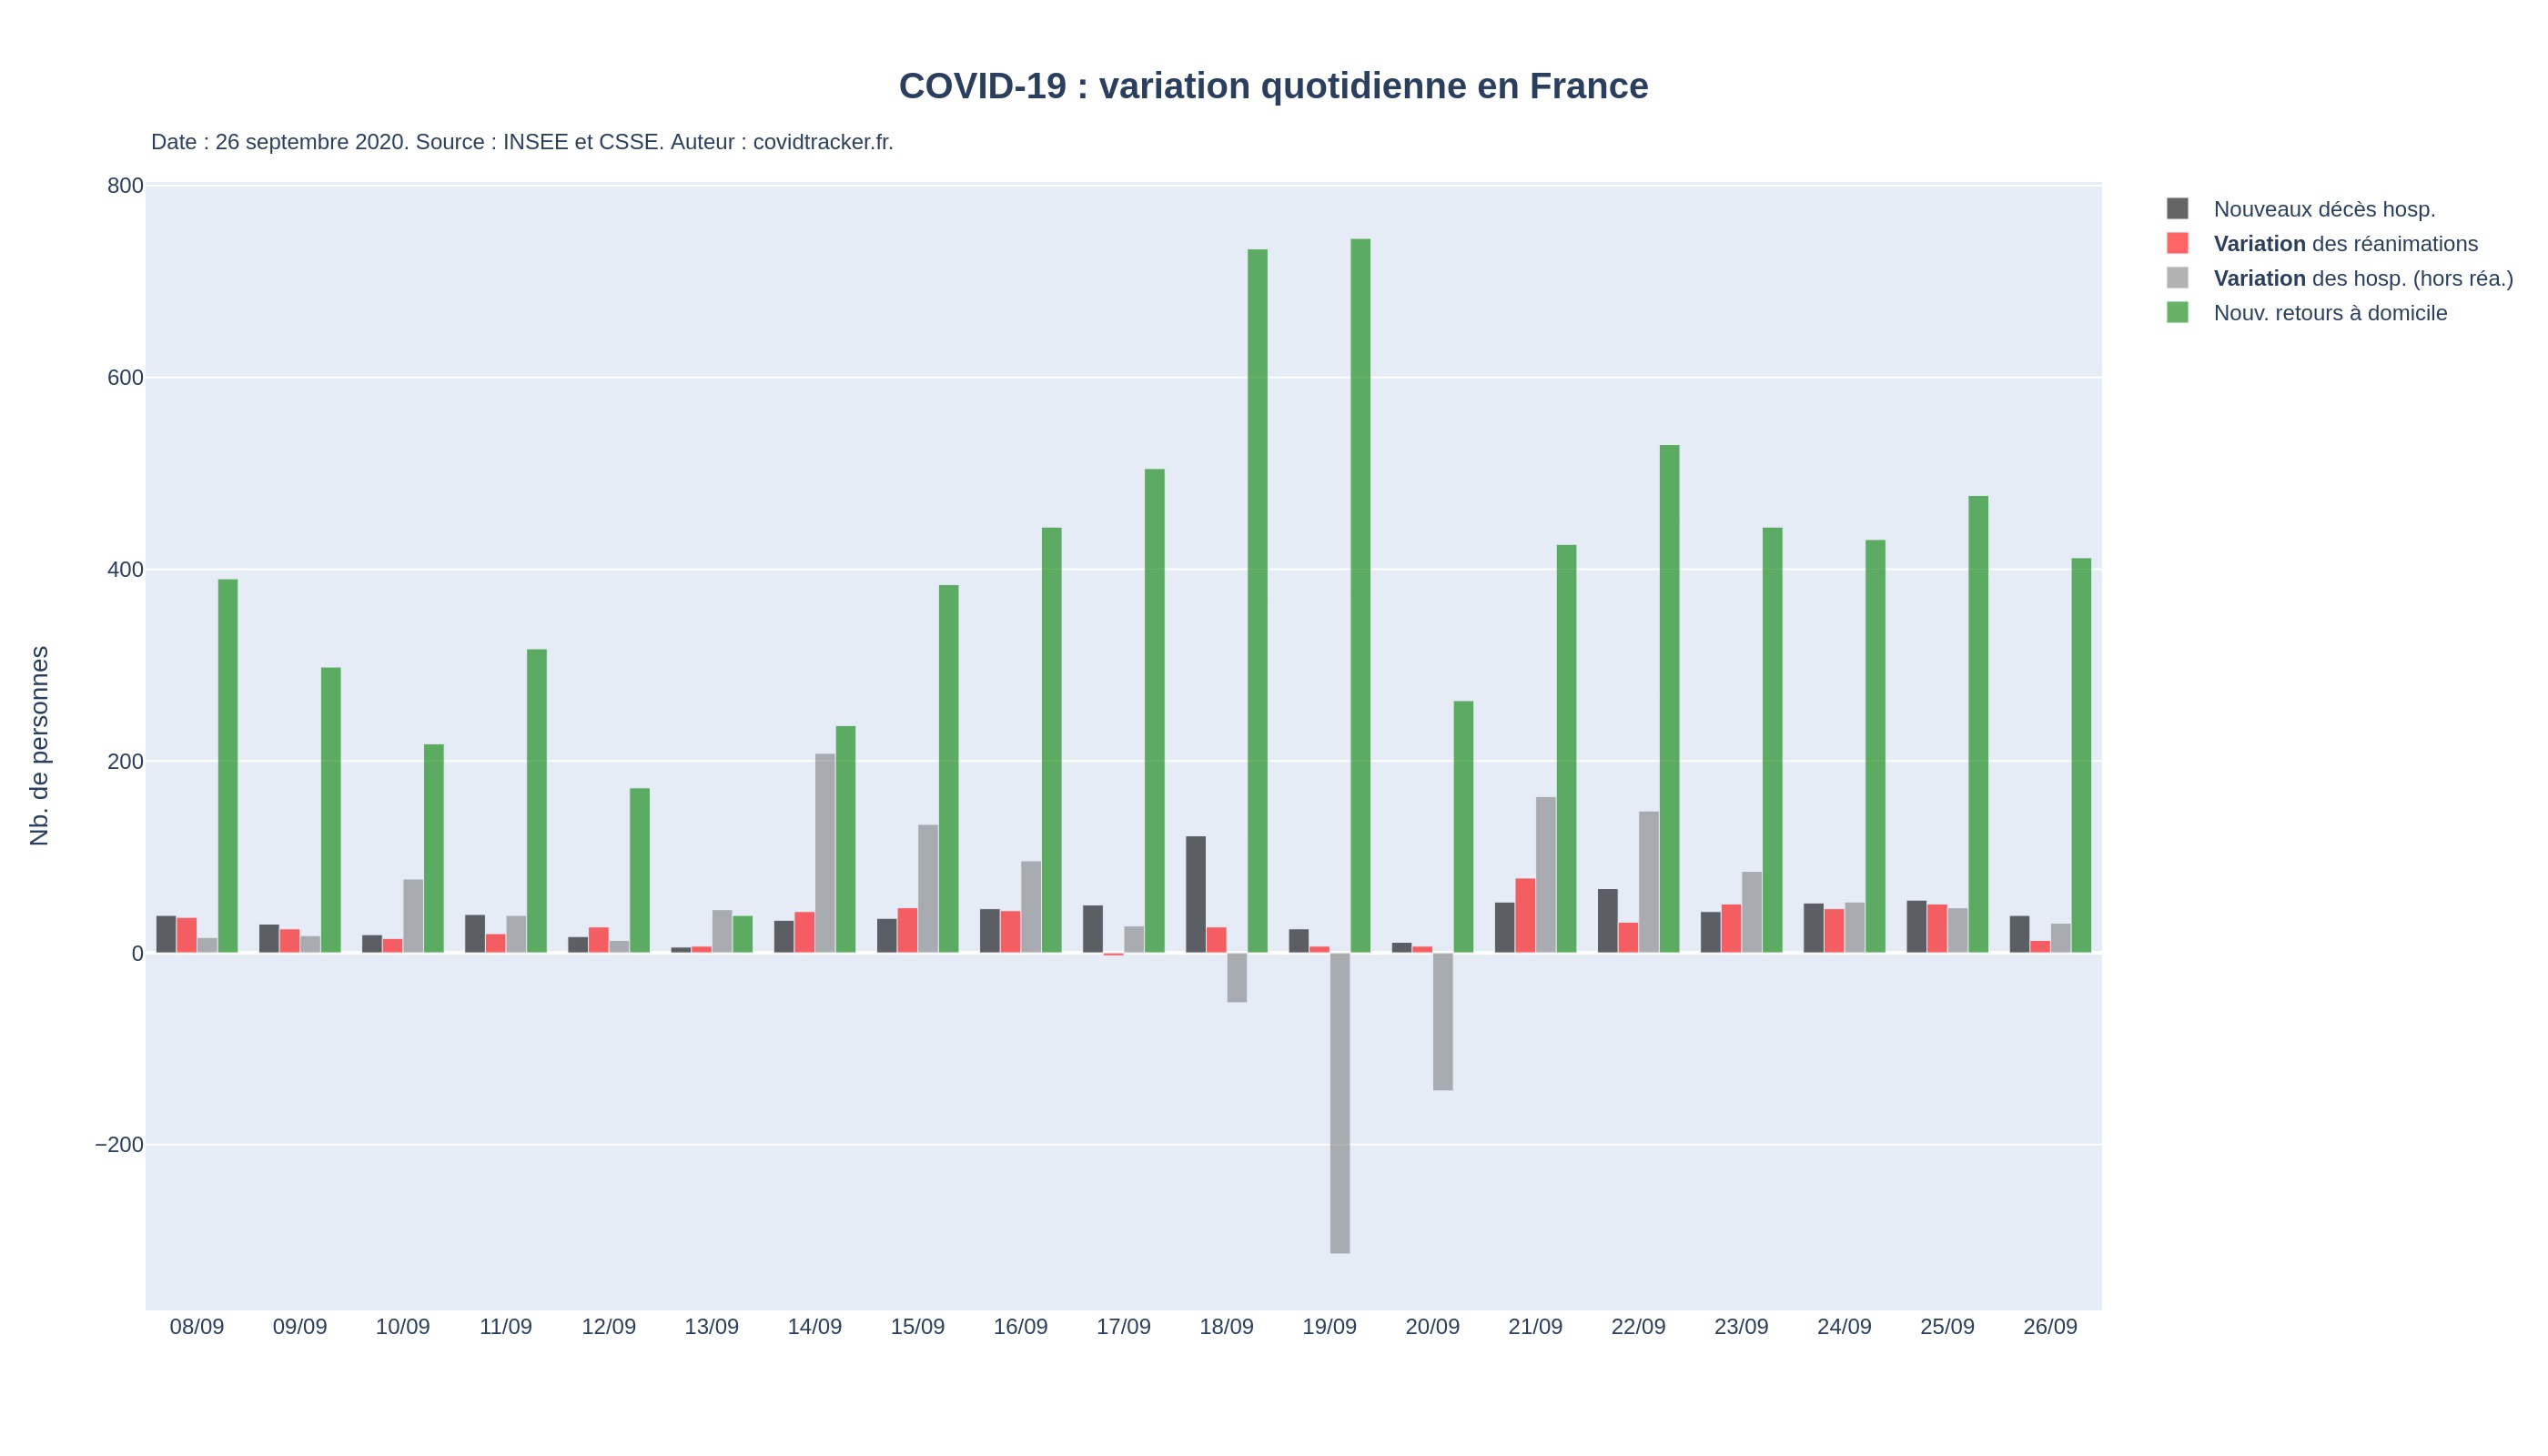 COVID-19 : variation quotidienne en France
Date : 26 septembre 2020. Source : INSEE et CSSE. Auteur : covidtracker.fr.
Nb. de personnes
800
600
400
200
0
−200
08/09 09/09 10/09 11/09 12/09 13/09 14/09 15/09 16/09 17/09 18/09 19/09 20/09 21/09 22/09 23/09 24/09 25/09 26/09
Nouveaux décès hosp.
Variation des réanimations
Variation des hosp. (hors réa.)
Nouv. retours à domicile